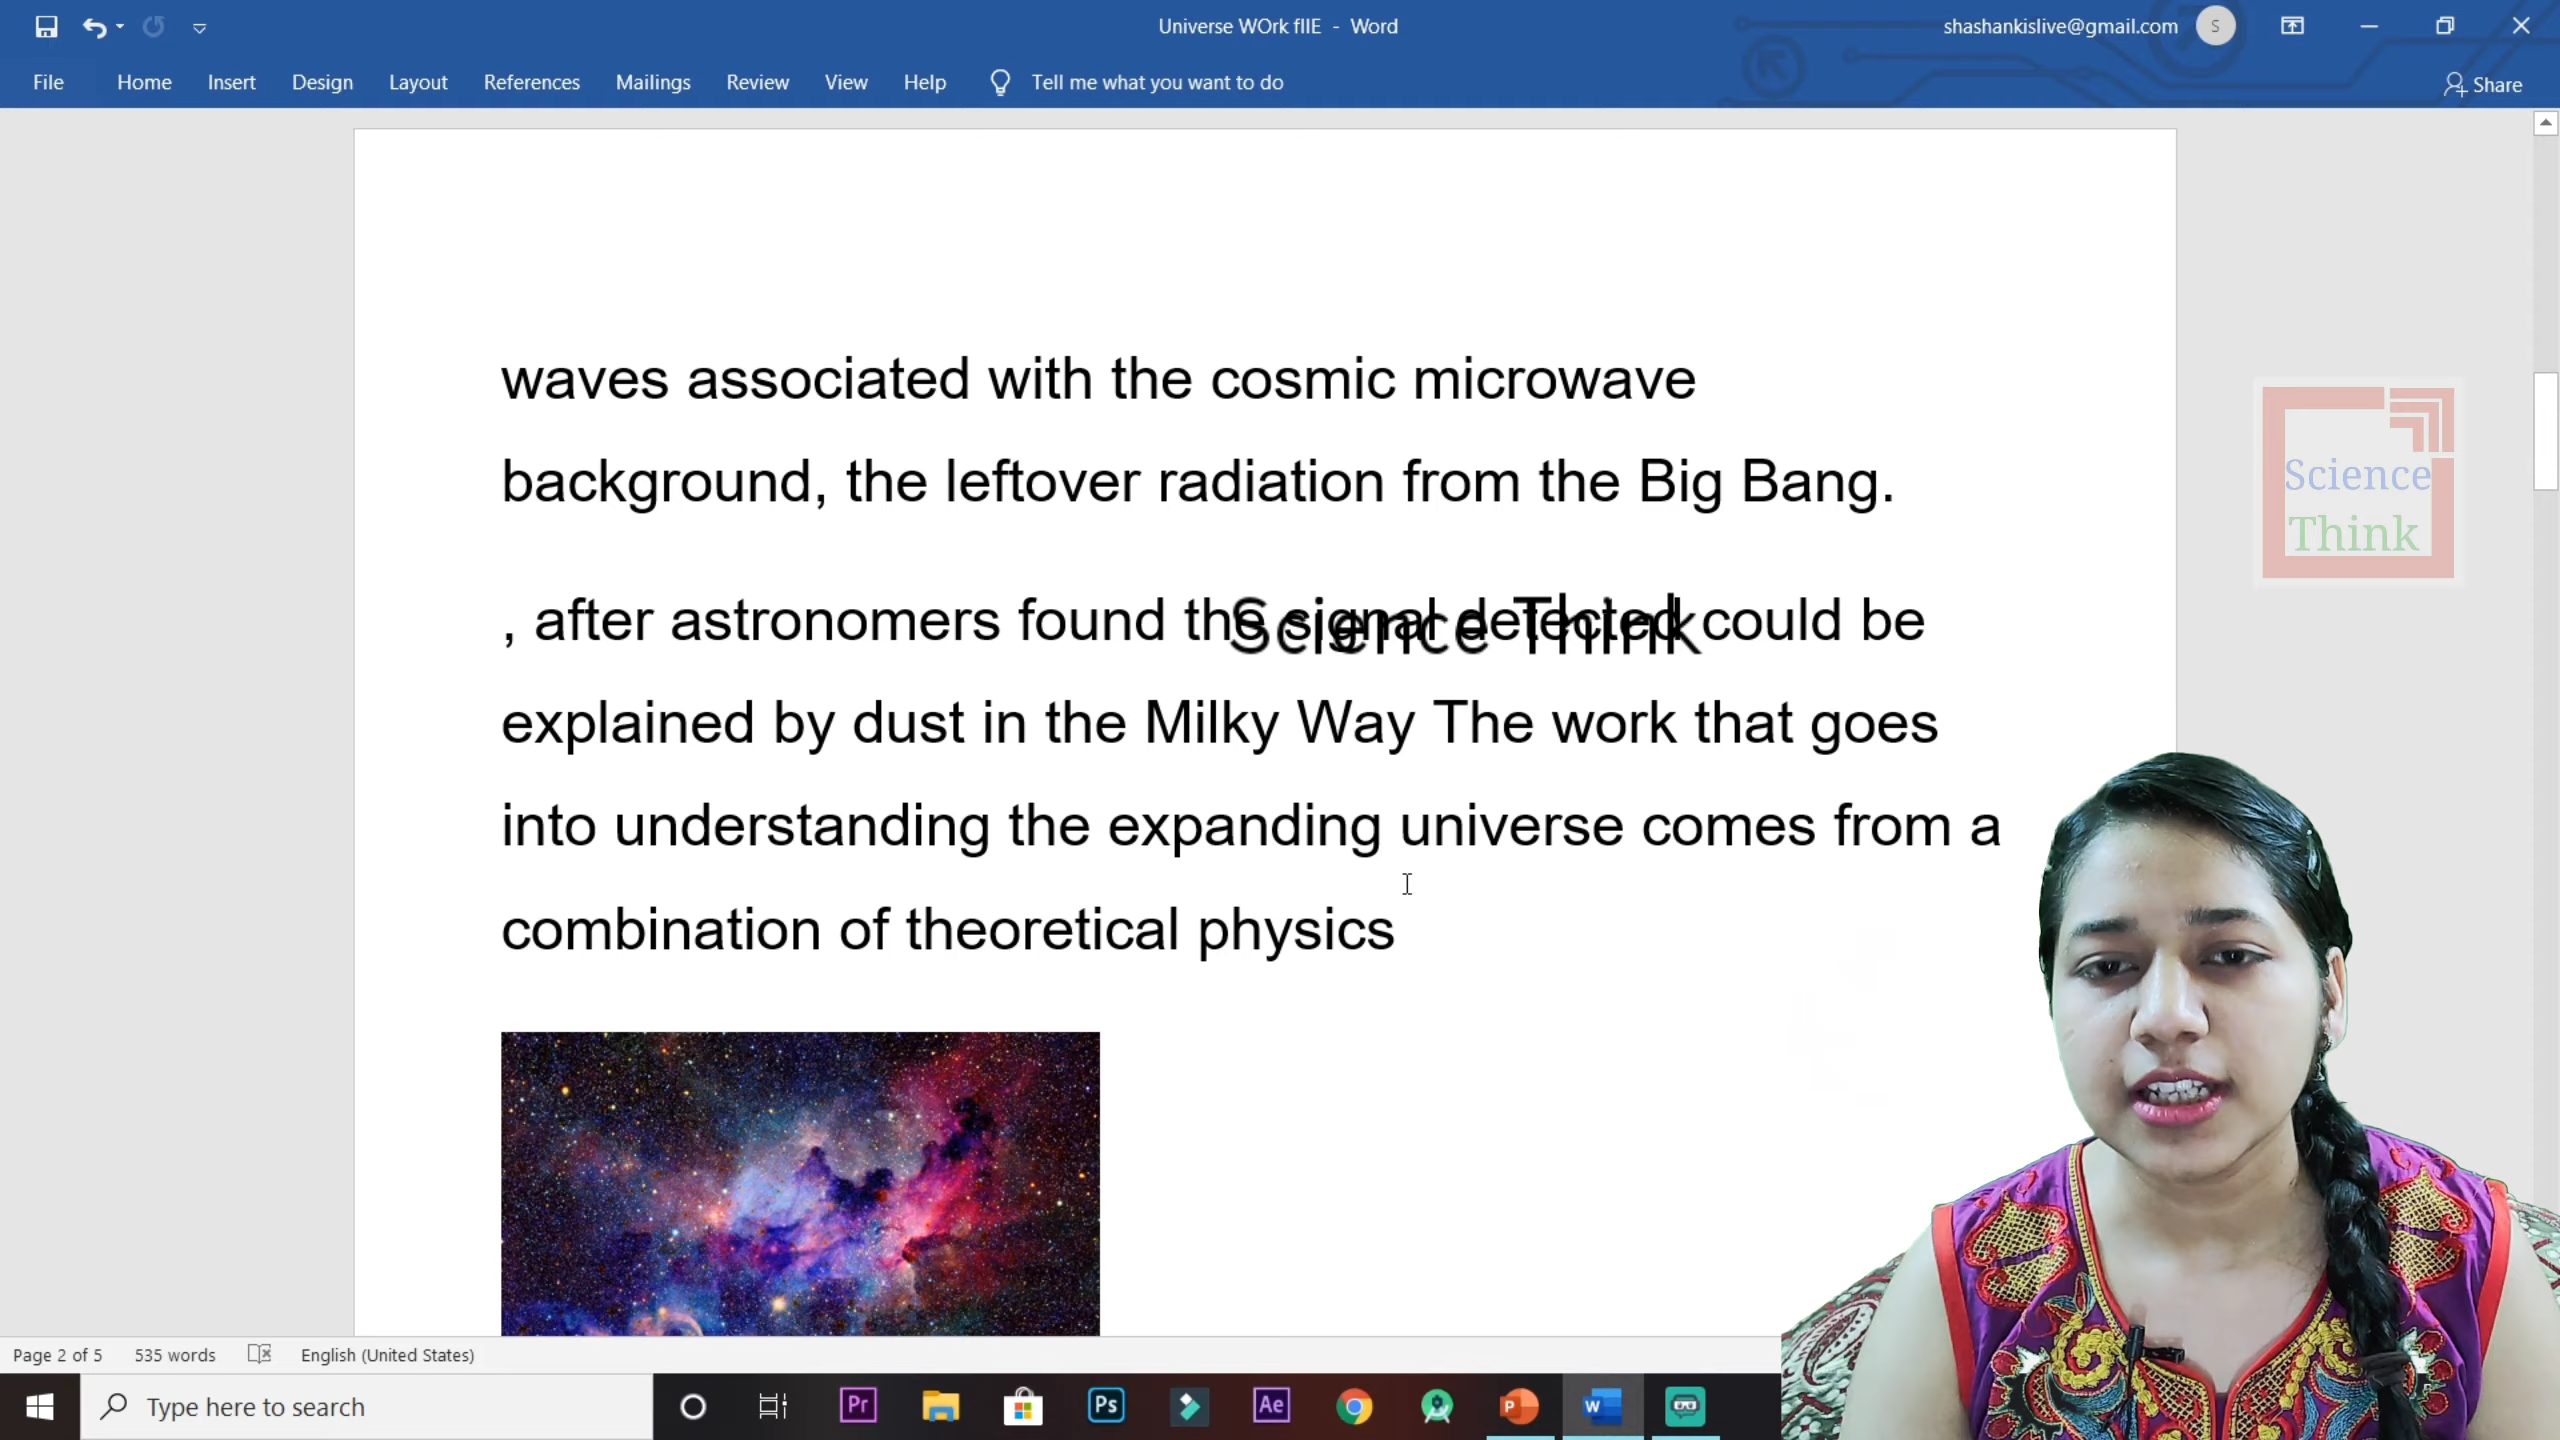 Universe WOrk fIIE - Word
shashankislive@gmail.com
S
File Home Insert Design Layout References Mailings Review View Help Tell me what you want to do
Share
waves associated with the cosmic microwave
background, the leftover radiation from the Big Bang.
, after astronomers found the signal detected could be
Science Think
explained by dust in the Milky Way The work that goes
into understanding the expanding universe comes from a
combination of theoretical physics
Science
Think
Page 2 of 5 535 words English (United States)
Type here to search
Pr
Ps
Ae
P
W